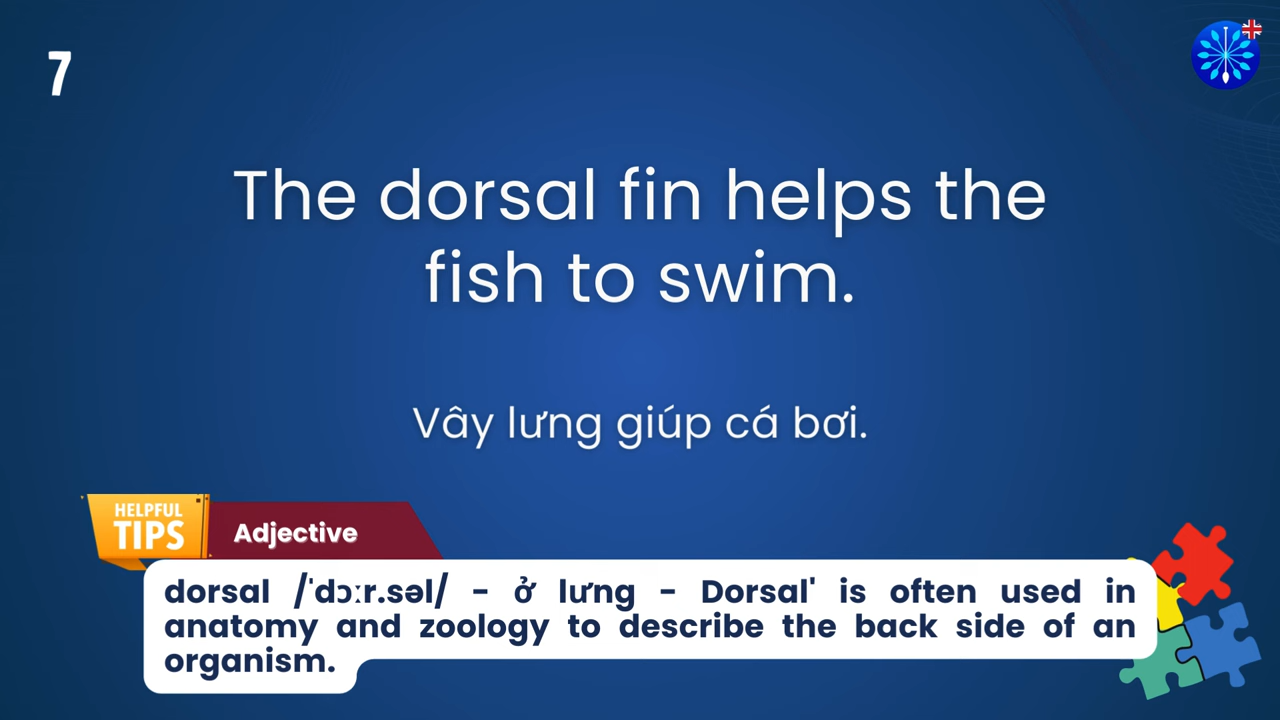 7
The dorsal fin helps the
fish to swim.
Vây lưng giúp cá bơi.
HELPFUL
TIPS
Adjective
dorsal /ˈdɔːr.səl/ - ở lưng - Dorsal' is often used in
anatomy and zoology to describe the back side of an
organism.